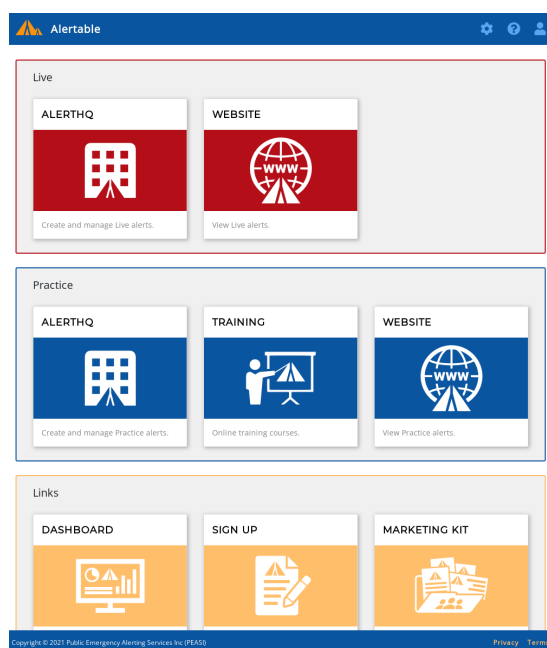 Alertable
Live
ALERTHQ
WEBSITE
WWW
Create and manage Live alerts.
View Live alerts.
Practice
ALERTHQ
TRAINING
WEBSITE
WWW
Create and manage Practice alerts.
Online training courses.
View Practice alerts.
Links
DASHBOARD
SIGN UP
MARKETING KIT
Copyright © 2021 Public Emergency Alerting Services Inc (PEASI)
Privacy Terms